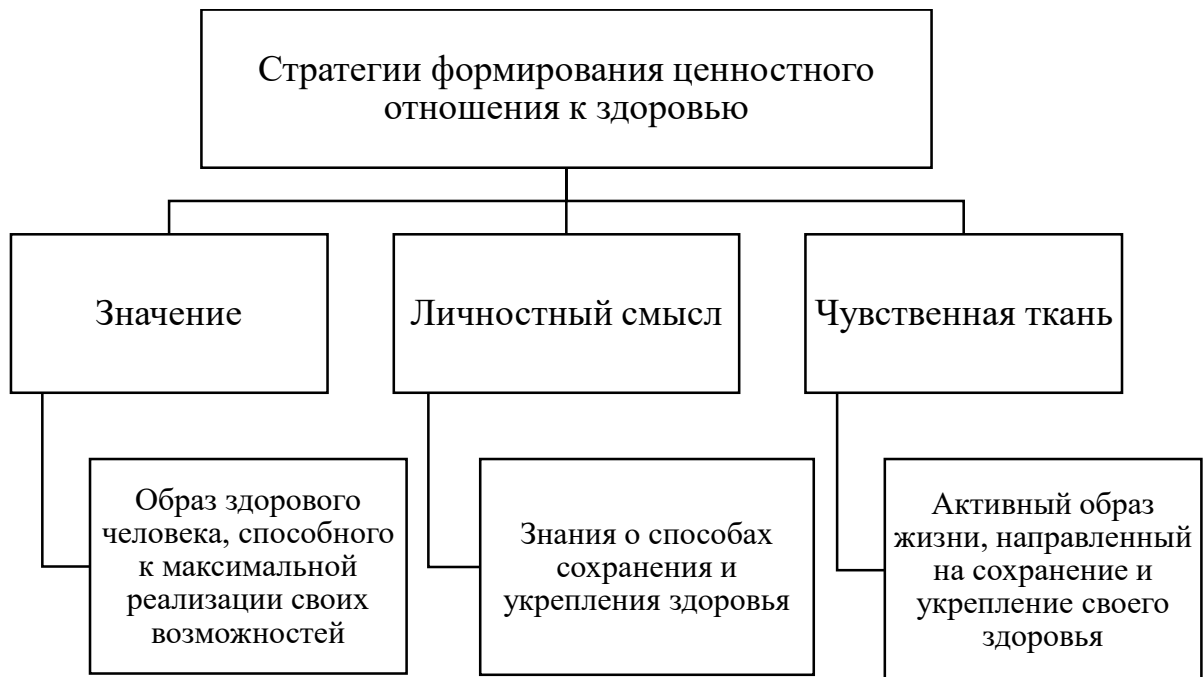 Стратегии формирования ценностного
отношения к здоровью
Значение
Личностный смысл
Чувственная ткань
Образ здорового
человека, способного
к максимальной
реализации своих
возможностей
Знания о способах
сохранения и
укрепления здоровья
Активный образ
жизни, направленный
на сохранение и
укрепление своего
здоровья